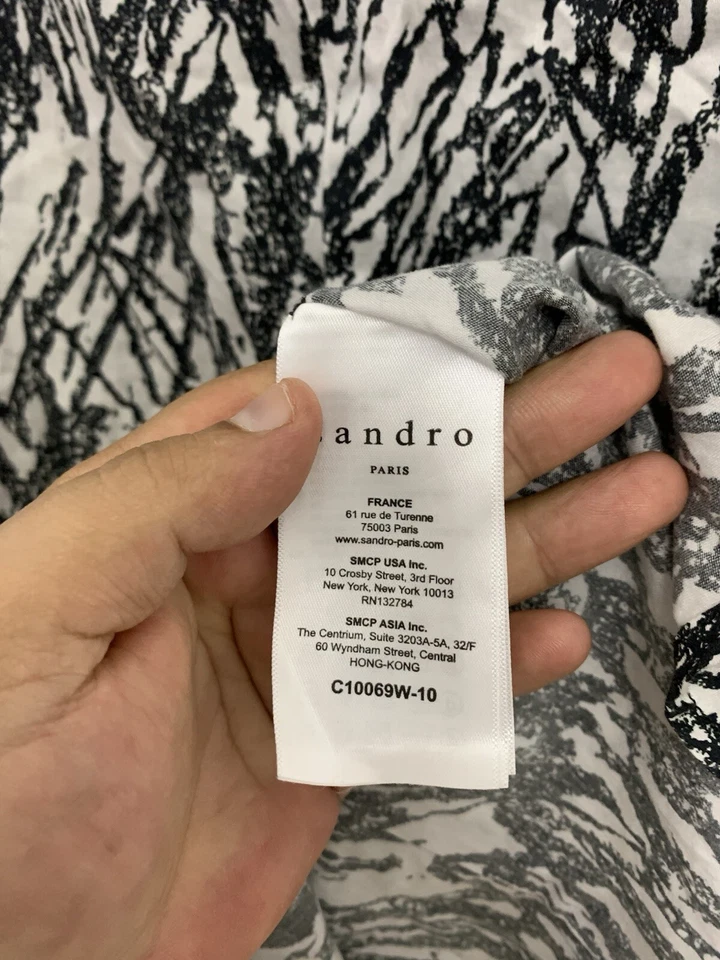 andro
PARIS
FRANCE
61 rue de Turenne
75003 Paris
www.sandro-paris.com
SMCP USA Inc.
10 Crosby Street, 3rd Floor
New York, New York 10013
RN132784
SMCP ASIA Inc.
The Centrium, Suite 3203A-5A, 32/F
60 Wyndham Street, Central
HONG-KONG
C10069W-10